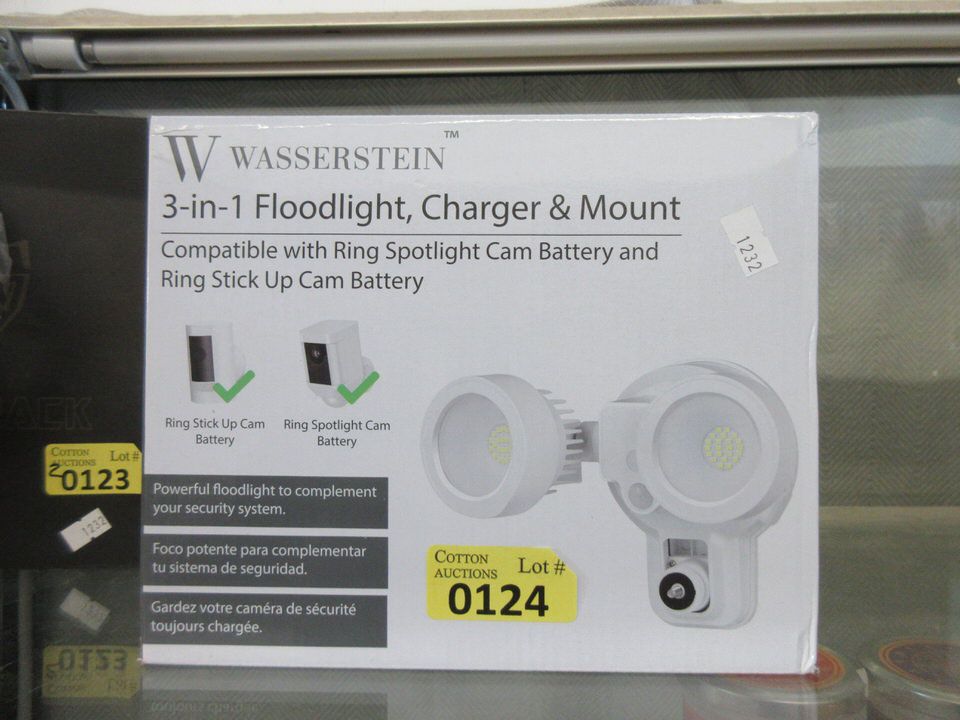 W WASSERSTEIN™
3-in-1 Floodlight, Charger & Mount
Compatible with Ring Spotlight Cam Battery and
Ring Stick Up Cam Battery
1232
Ring Stick Up Cam
Battery
Ring Spotlight Cam
Battery
Powerful floodlight to complement
your security system.
Foco potente para complementar
tu sistema de seguridad.
Gardez votre caméra de sécurité
toujours chargée.
COTTON
AUCTIONS
Lot #
0124
COTTON
AUCTIONS
Lot #
0123
1232